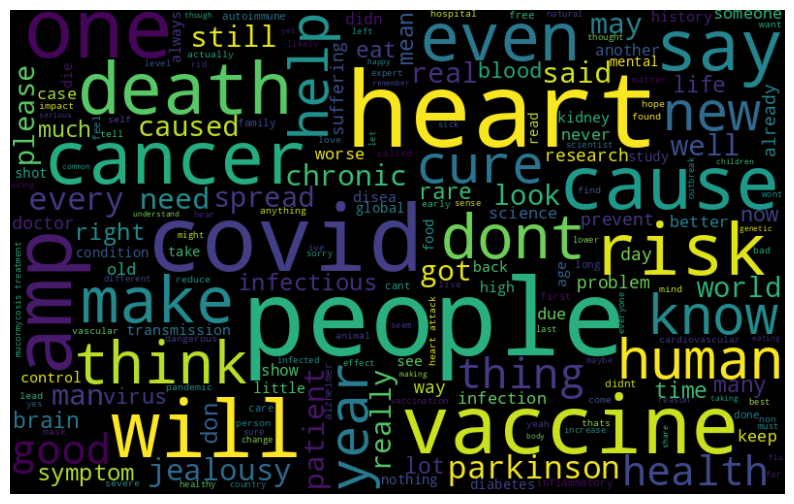 one
still
help
always
autoimmune
didn
even
may
hospital
free
history
someone
want
though
yet
actually
left
thought
natural
another
say
said
eat
mean
real
blood
mental
likely
level
rid
happy
expert
remember
matter
life
new
already
please
case
impact
die
serious
self
death
suffering
heart
kidney
hope
found
much
caused
tell
feel
family
love
let
sick
called
never
read
research
scientist
study
well
shot
worse
cancer
chronic
cure
cause
common
using
children
every
need
spread
disea
rare
look
outbreak
wont
understand
hear
anything
global
early
sense
find
science
prevent
better
now
doctor
right
might
ive
sorry
covid
food
lower
genetic
bad
amp
condition
take
old
dont
risk
day
mucormycosis treatment
different
reduce
infectious
cant
got
back
age
long
problem
mind
make
vascular
transmission
live
high
due
world
know
people
first
last
everyone
dangerous
animal
seem
heart attack
cardiovascular
eating
think
control
infected
effect
show
see
thing
human
lead
yes
pandemic
making
little
way
maybe
didnt
time
many
man
virus
vaccination
alzheimer
infection
come
reason
taking
best
brain
don
care
person
sure
change
year
really
yeah
thats
done
non
must
keep
mask
will
patient
vaccine
good
body
increase
share
symptom
jealousy
lot
nothing
parkinson
health
severe
healthy
country
diabetes
inflammatory
flu
far